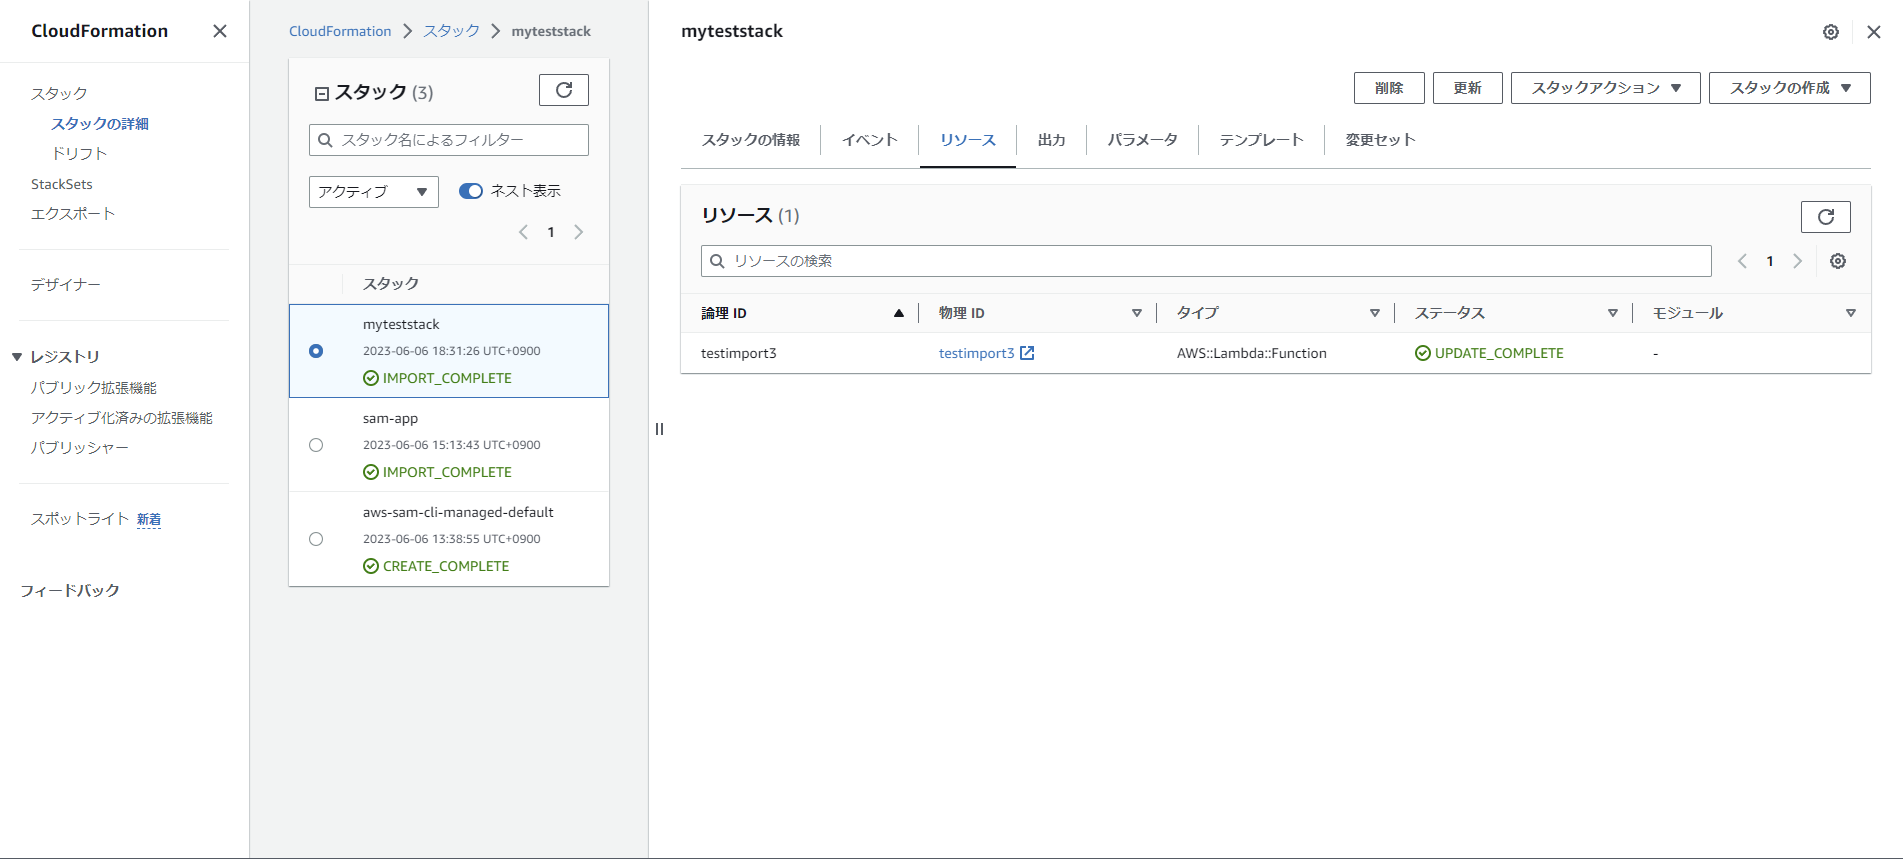 CloudFormation
スタック
スタックの詳細
ドリフト
StackSets
エクスポート
デザイナー
レジストリ
パブリック拡張機能
アクティブ化済みの拡張機能
パブリッシャー
スポットライト 新着
フィードバック
CloudFormation スタック myteststack
スタック (3)
スタック名によるフィルター
アクティブ ネスト表示
1
スタック
myteststack
2023-06-06 18:31:26 UTC+0900
IMPORT_COMPLETE
sam-app
2023-06-06 15:13:43 UTC+0900
IMPORT_COMPLETE
aws-sam-cli-managed-default
2023-06-06 13:38:55 UTC+0900
CREATE_COMPLETE
myteststack
削除 更新 スタックアクション スタックの作成
スタックの情報 イベント リソース 出力 パラメータ テンプレート 変更セット
リソース (1)
リソースの検索 1
論理 ID 物理 ID タイプ ステータス モジュール
testimport3 testimport3 AWS::Lambda::Function UPDATE_COMPLETE -